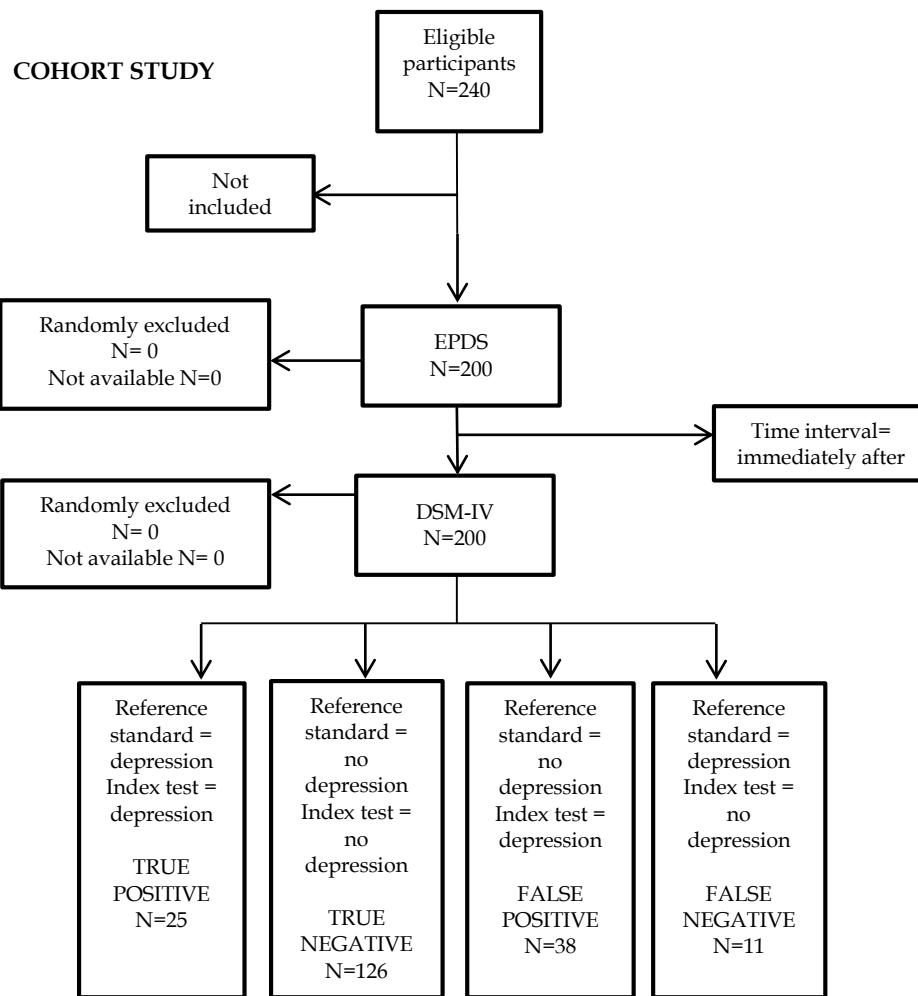 COHORT STUDY
Eligible
participants
N=240
Not
included
Randomly excluded
N= 0
Not available N=0
EPDS
N=200
Time interval=
immediately after
Randomly excluded
N= 0
Not available N= 0
DSM-IV
N=200
Reference
standard =
depression
Index test =
depression
TRUE
POSITIVE
N=25
Reference
standard =
no
depression
Index test =
no
depression
TRUE
NEGATIVE
N=126
Reference
standard =
no
depression
Index test =
depression
FALSE
POSITIVE
N=38
Reference
standard =
depression
Index test =
no
depression
FALSE
NEGATIVE
N=11